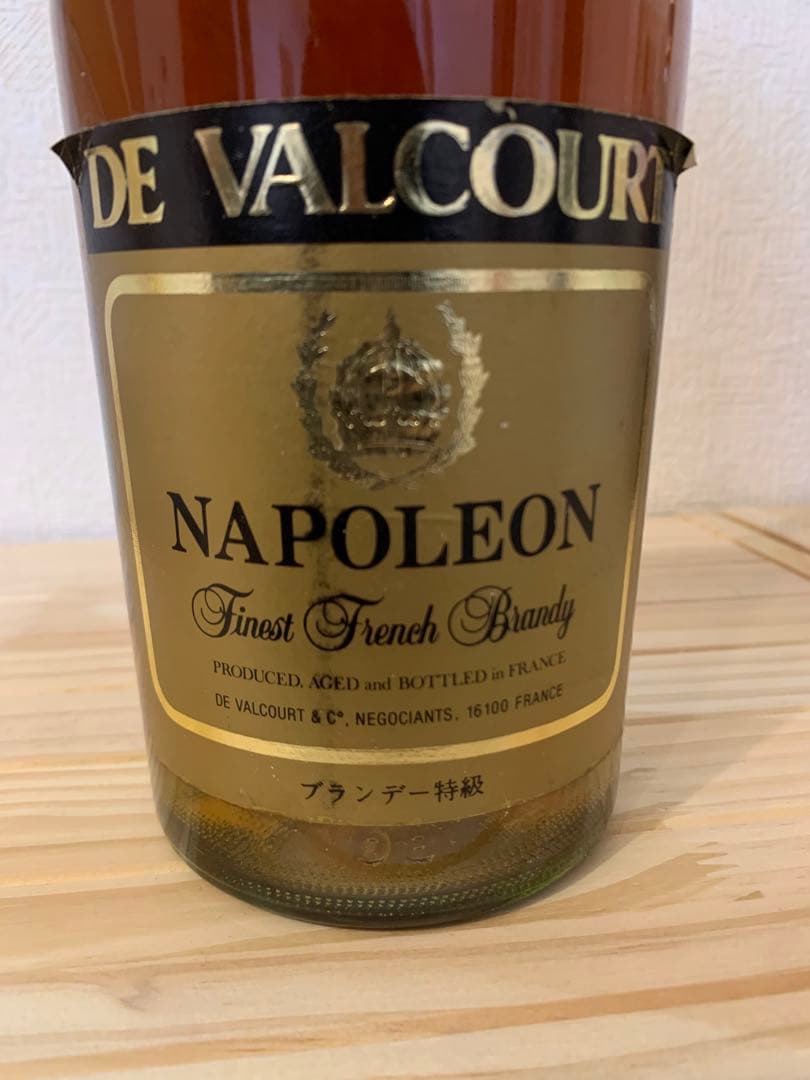 DE VALCOURT
NAPOLEON
Finest French Brandy
PRODUCED. AGED and BOTTLED in FRANCE
DE VALCOURT & Cº, NEGOCIANTS. 16100 FRANCE
ブランデー特級